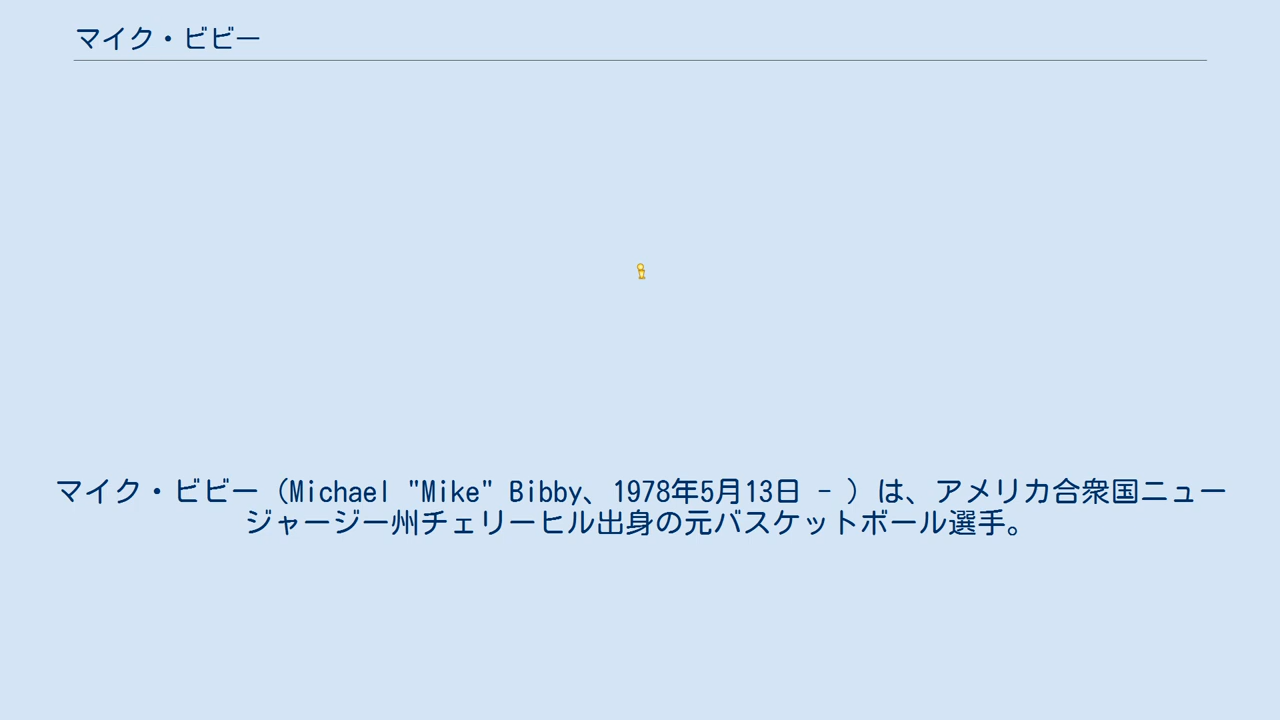 マイク・ビビー
マイク・ビビー（Michael "Mike" Bibby、1978年5月13日 - ）は、アメリカ合衆国ニュー
ジャージー州チェリーヒル出身の元バスケットボール選手。